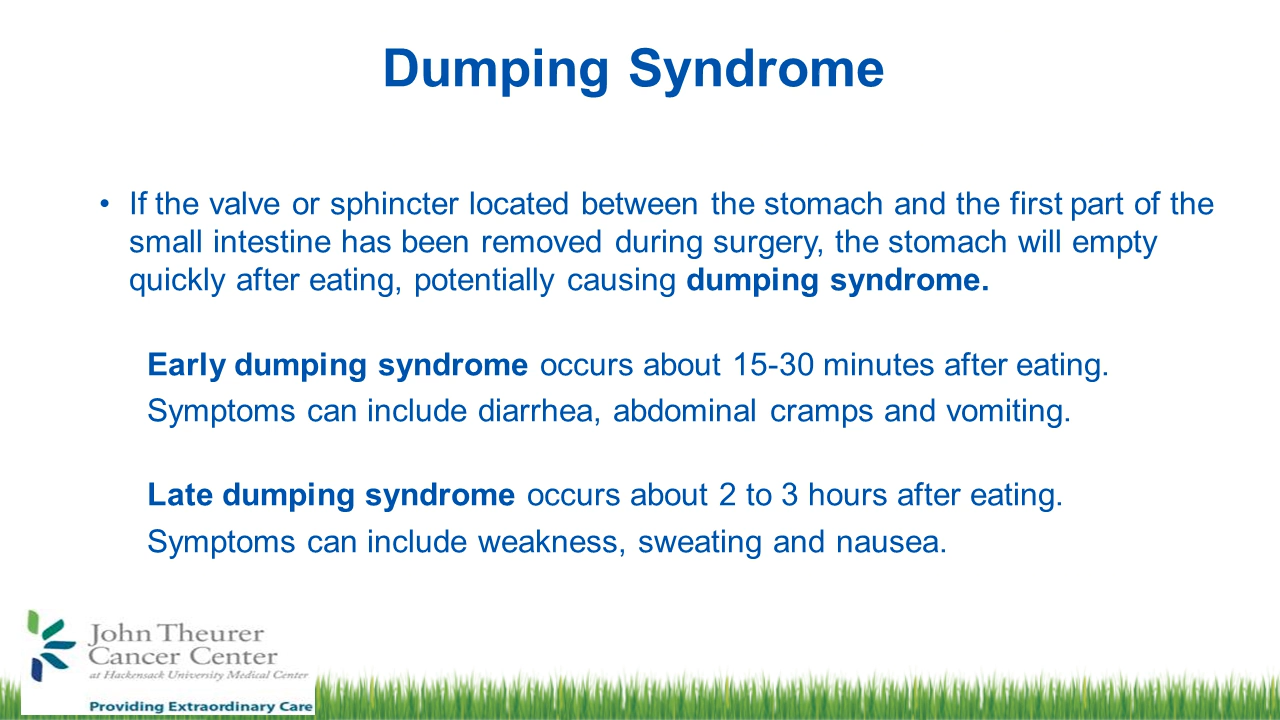 Dumping Syndrome
• If the valve or sphincter located between the stomach and the first part of the
small intestine has been removed during surgery, the stomach will empty
quickly after eating, potentially causing dumping syndrome.
Early dumping syndrome occurs about 15-30 minutes after eating.
Symptoms can include diarrhea, abdominal cramps and vomiting.
Late dumping syndrome occurs about 2 to 3 hours after eating.
Symptoms can include weakness, sweating and nausea.
John Theurer
Cancer Center
at Hackensack University Medical Center
Providing Extraordinary Care